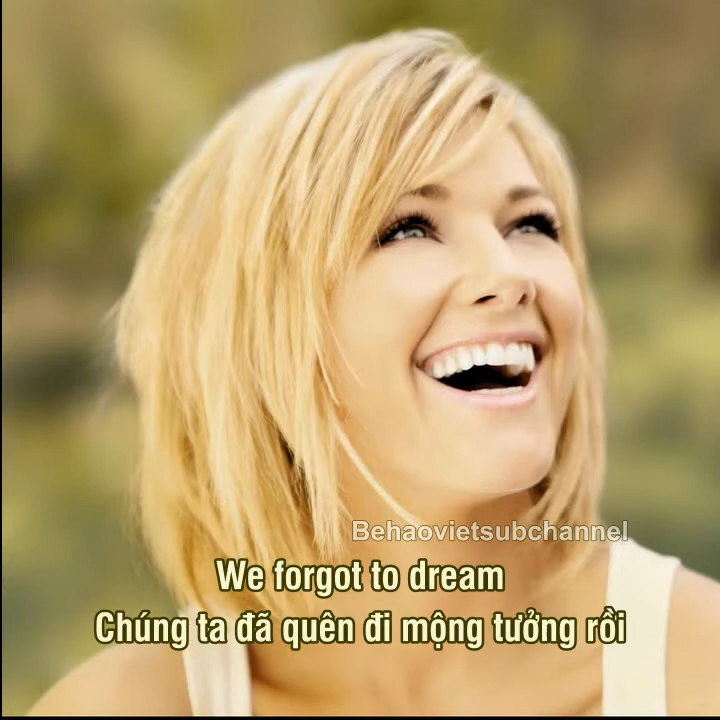 Behaovietsubchannel
We forgot to dream
Chúng ta đã quên đi mộng tưởng rồi